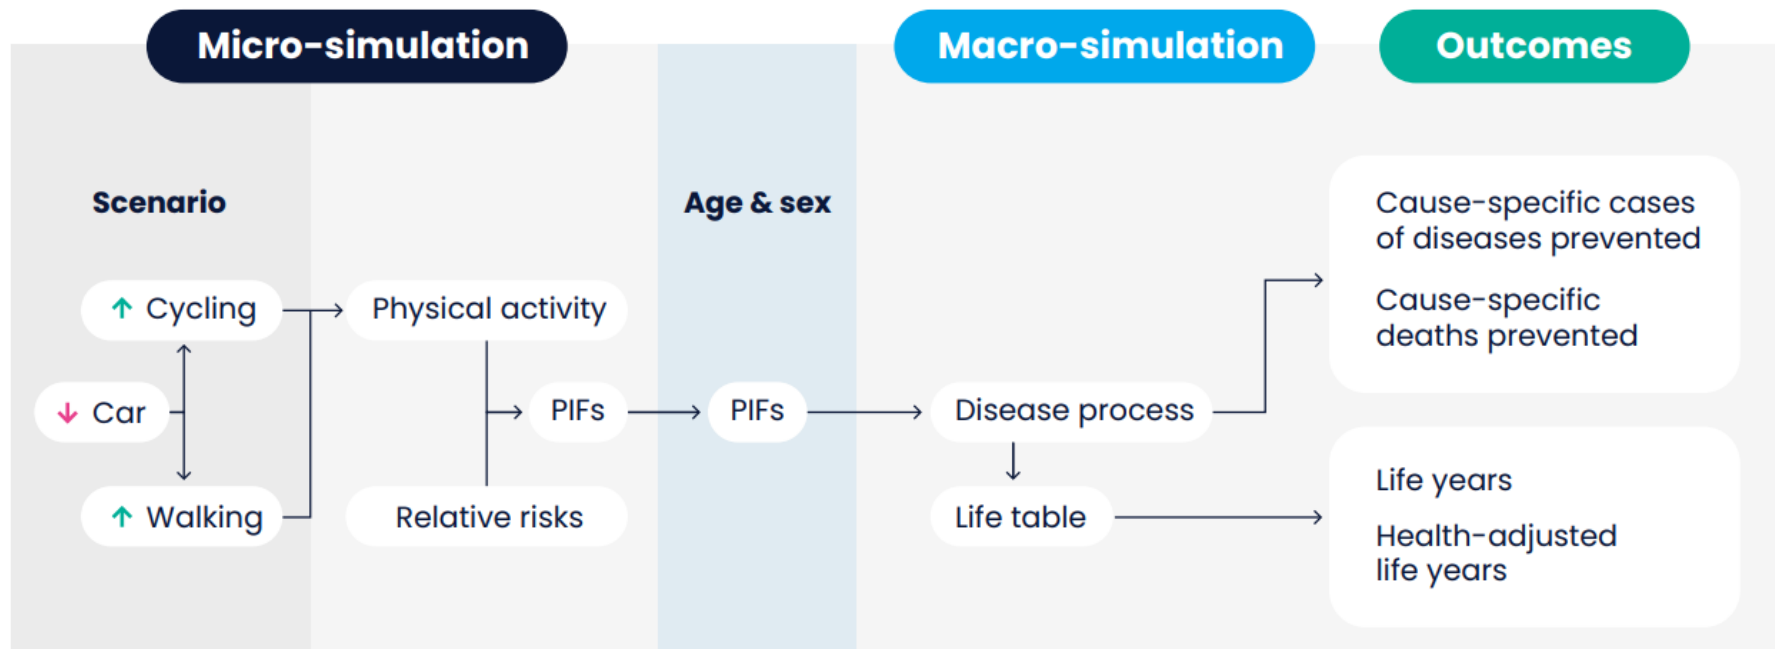 Micro-simulation
Macro-simulation
Outcomes
Scenario
Age & sex
↑ Cycling
↓ Car
↑ Walking
Physical activity
PIFs
Relative risks
PIFs
Disease process
Life table
Cause-specific cases
of diseases prevented
Cause-specific
deaths prevented
Life years
Health-adjusted
life years